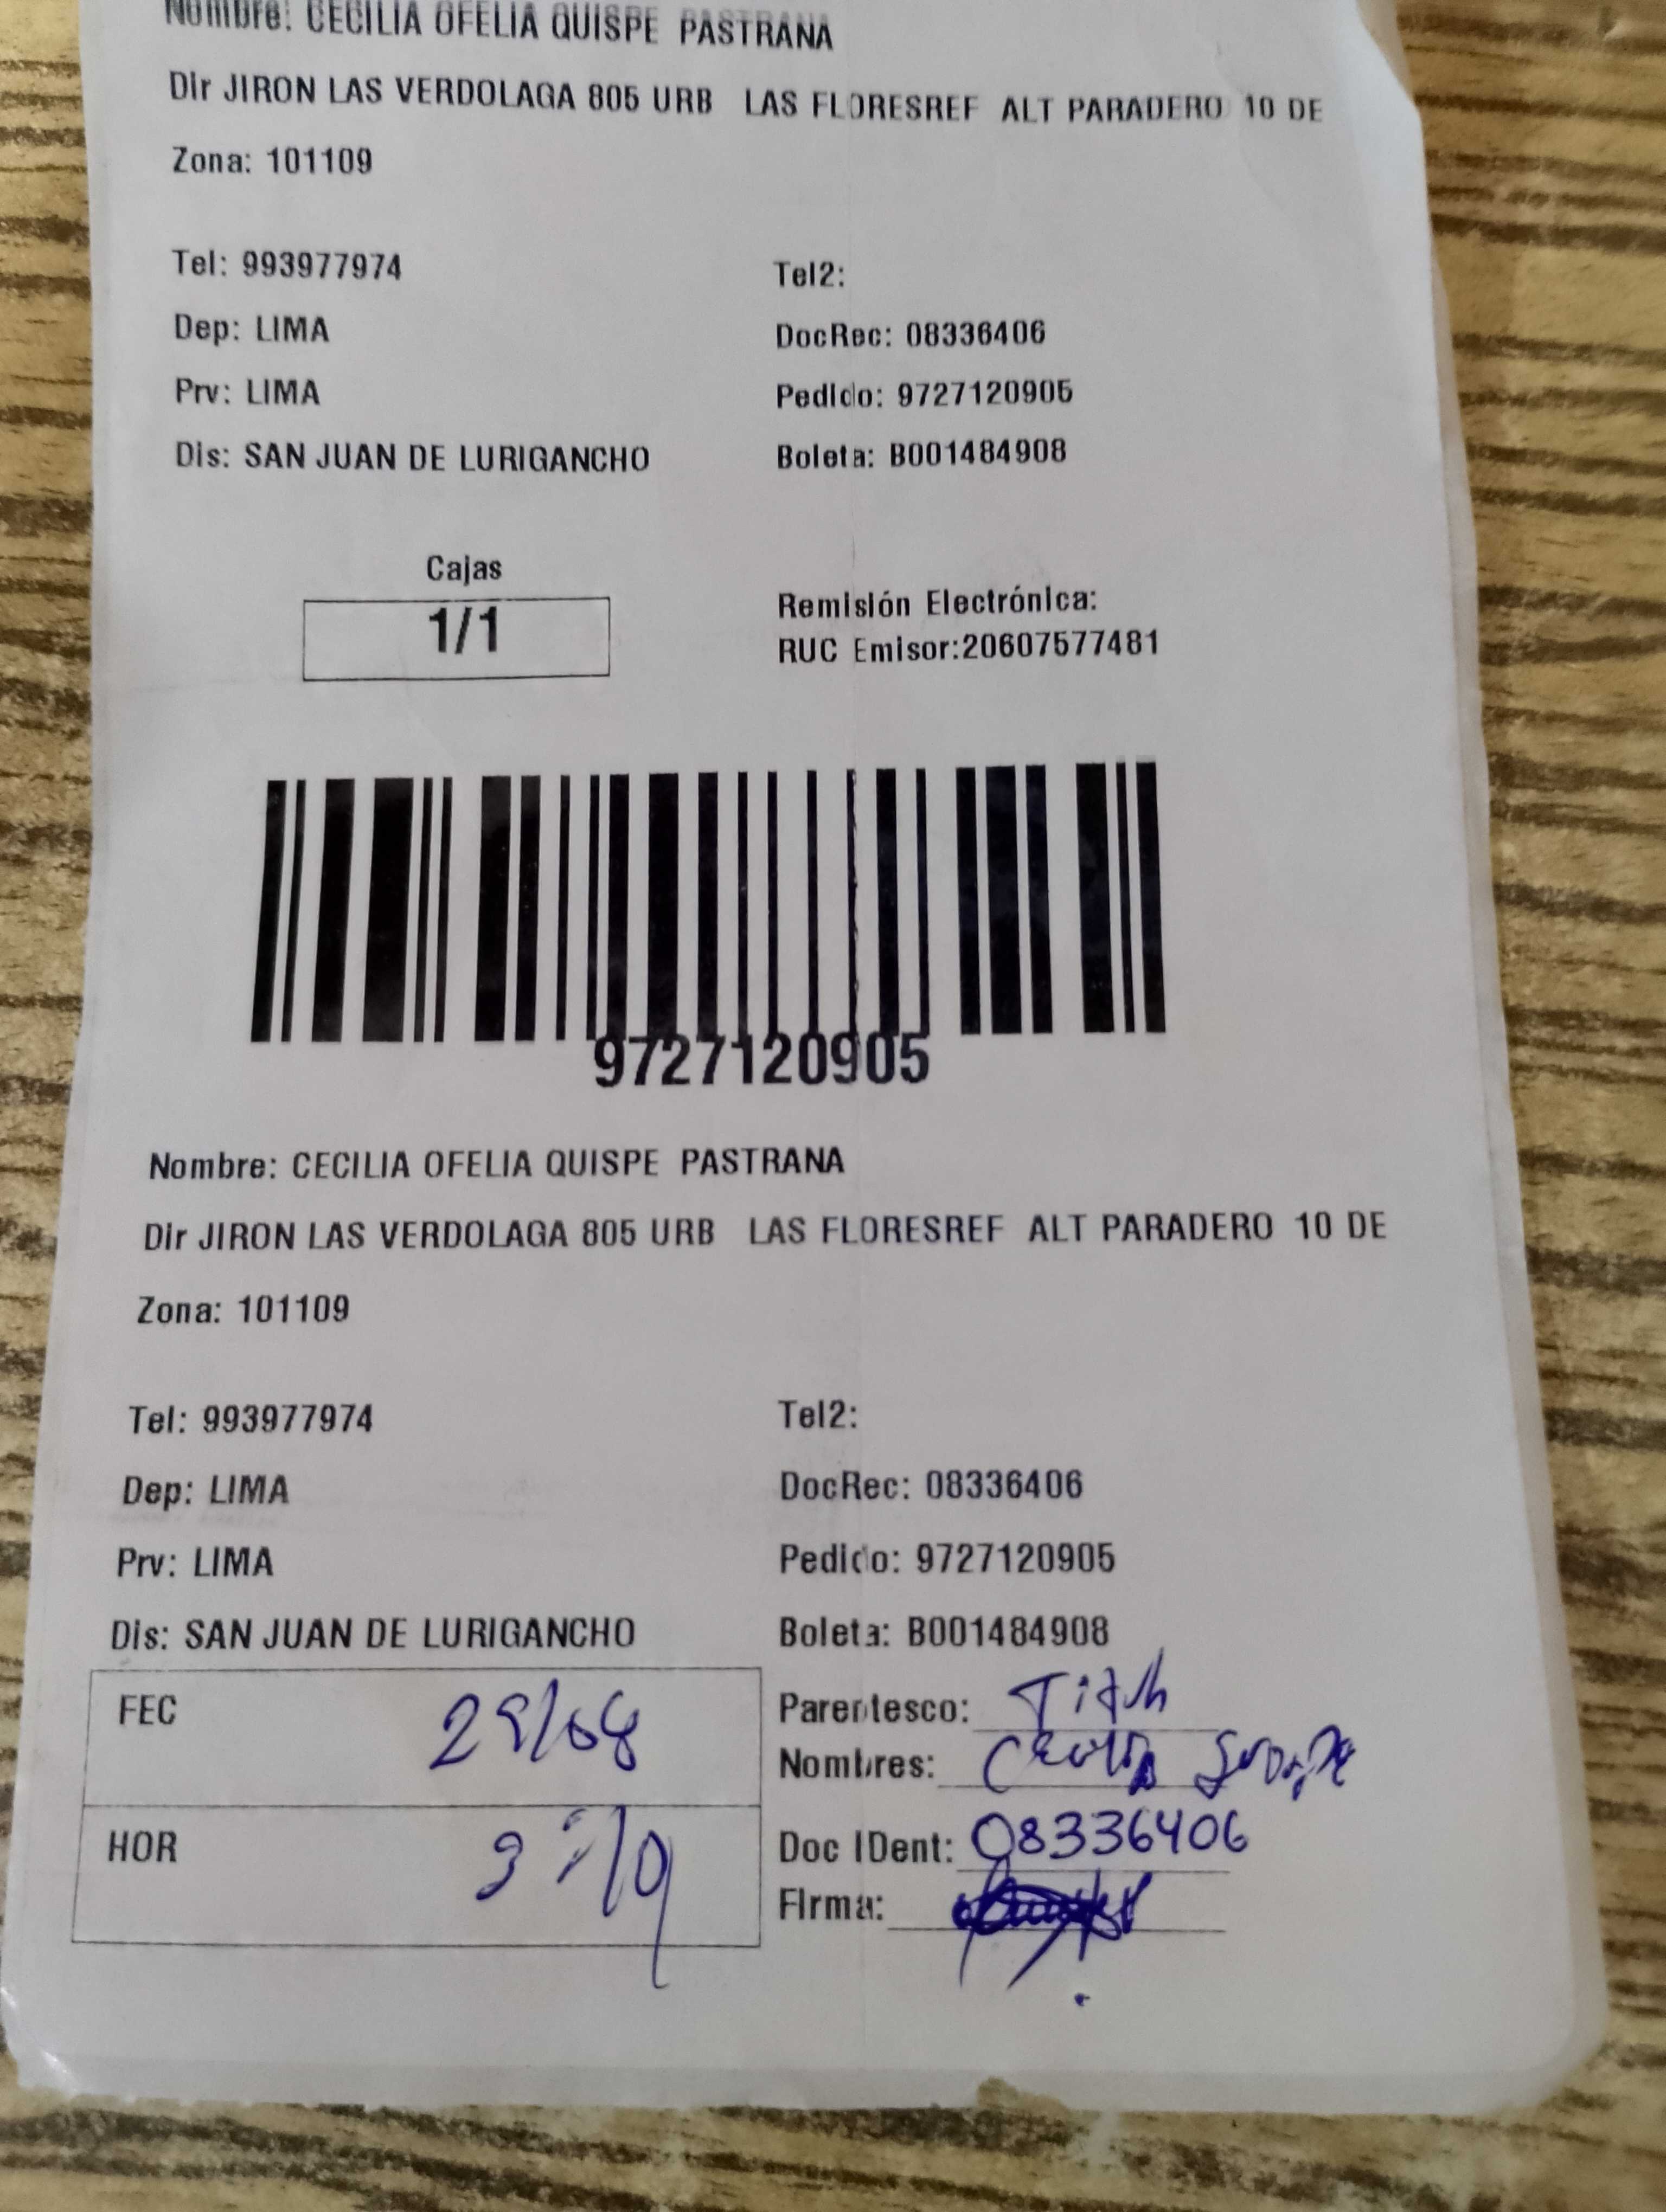 Nombre: CECILIA OFELIA QUISPE PASTRANA
Dir JIRON LAS VERDOLAGA 805 URB LAS FLORESREF ALT PARADERO 10 DE
Zona: 101109
Tel: 993977974 Tel2:
Dep: LIMA DocRec: 08336406
Prv: LIMA Pedido: 9727120905
Dis: SAN JUAN DE LURIGANCHO Boleta: B001484908
Cajas
1/1
Remisión Electrónica:
RUC Emisor:20607577481
9727120905
Nombre: CECILIA OFELIA QUISPE PASTRANA
Dir JIRON LAS VERDOLAGA 805 URB LAS FLORESREF ALT PARADERO 10 DE
Zona: 101109
Tel: 993977974 Tel2:
Dep: LIMA DocRec: 08336406
Prv: LIMA Pedido: 9727120905
Dis: SAN JUAN DE LURIGANCHO Boleta: B001484908
FEC
Parentesco:
Nombres:
HOR
Doc IDent: 08336406
Firma: